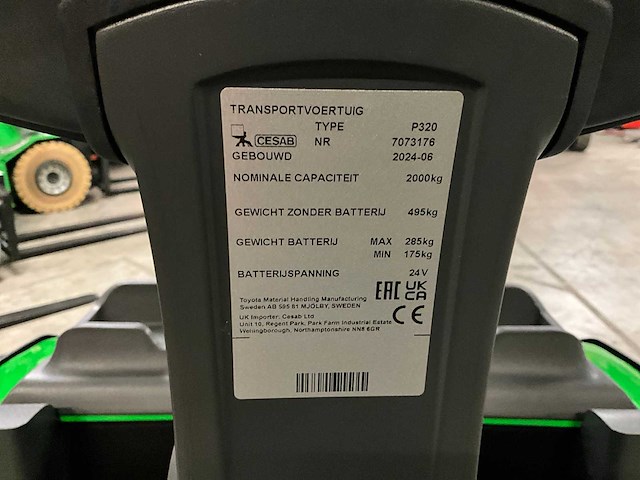 TRANSPORTVOERTUIG
TYPE P320
CESAB NR 7073176
GEBOUWD 2024-06
NOMINALE CAPACITEIT 2000kg
GEWICHT ZONDER BATTERIJ 495kg
GEWICHT BATTERIJ MAX 285kg
MIN 175kg
BATTERIJSPANNING 24V
EAC UK CA
Toyota Material Handling Manufacturing
Sweden AB 595 81 MJÖLBY, SWEDEN
UK Importer, Cesab Ltd
Unit 10, Regent Park, Park Farm Industrial Estate
Wellingborough, Northamptonshire NN8 6GR
CE